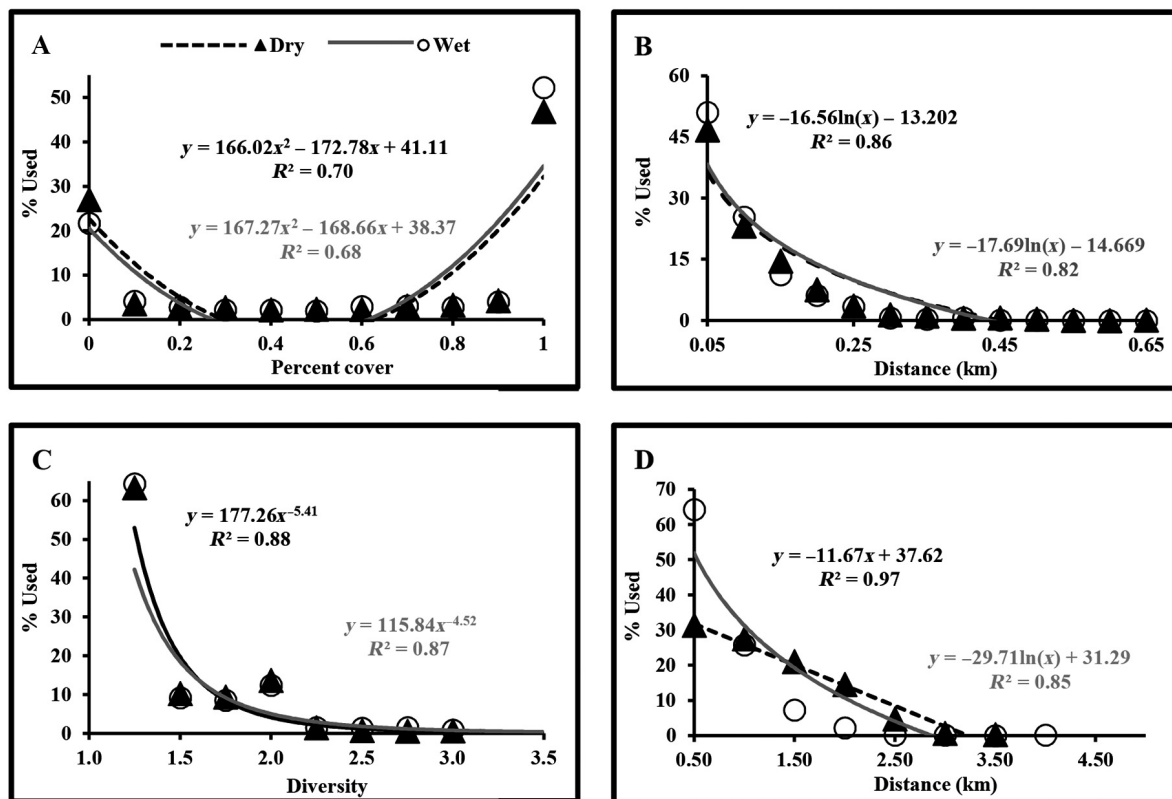 A
Dry
Wet
% Used
50
40
30
20
10
0
y = 166.02x² – 172.78x + 41.11
R² = 0.70
y = 167.27x² – 168.66x + 38.37
R² = 0.68
0 0.2 0.4 0.6 0.8 1
Percent cover
B
% Used
60
45
30
15
0
y = –16.56ln(x) – 13.202
R² = 0.86
y = –17.69ln(x) – 14.669
R² = 0.82
0.05 0.25 0.45 0.65
Distance (km)
C
% Used
60
50
40
30
20
10
0
y = 177.26x⁻⁵·⁴¹
R² = 0.88
y = 115.84x⁻⁴·⁵²
R² = 0.87
1.0 1.5 2.0 2.5 3.0 3.5
Diversity
D
% Used
70
60
50
40
30
20
10
0
y = –11.67x + 37.62
R² = 0.97
y = –29.71ln(x) + 31.29
R² = 0.85
0.50 1.50 2.50 3.50 4.50
Distance (km)